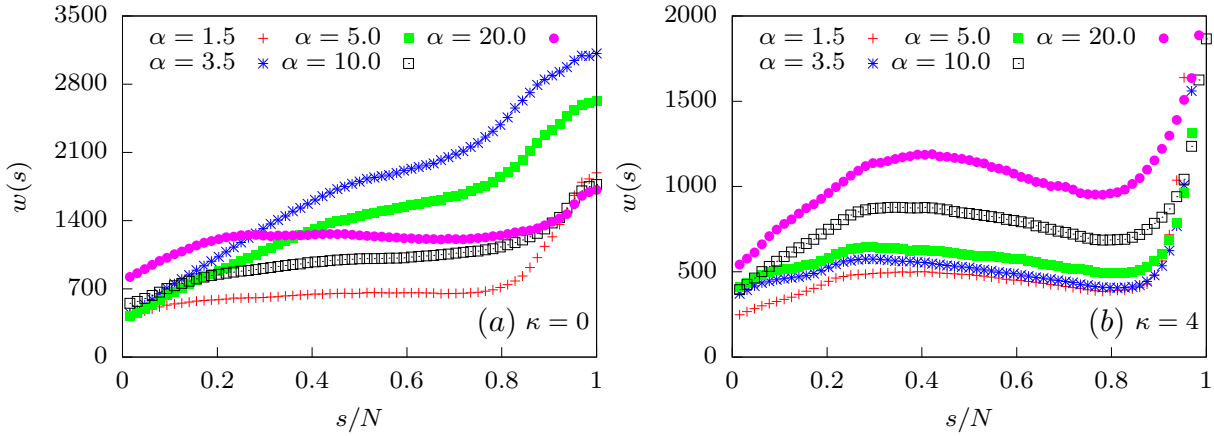 3500
2800
2100
1400
700
0
w(s)
α = 1.5 α = 5.0 α = 20.0
α = 3.5 α = 10.0
(a) κ = 0
0 0.2 0.4 0.6 0.8 1
s/N
2000
1500
1000
500
0
w(s)
α = 1.5 α = 5.0 α = 20.0
α = 3.5 α = 10.0
(b) κ = 4
0 0.2 0.4 0.6 0.8 1
s/N